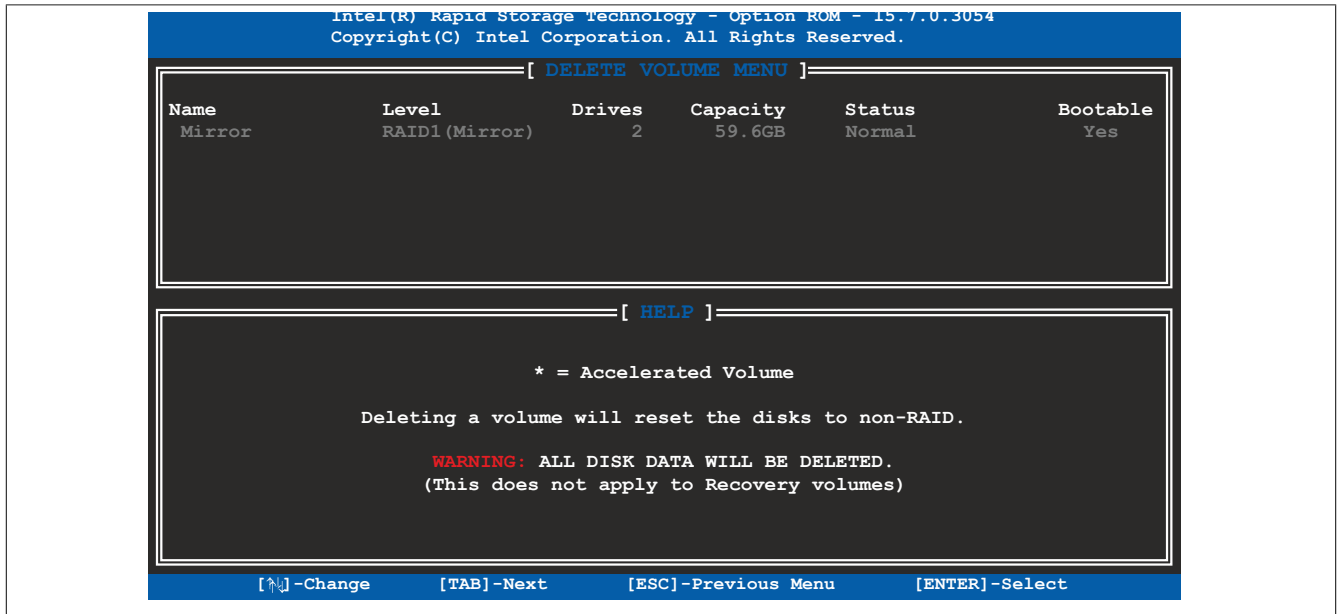 Intel(R) Rapid Storage Technology - Option ROM - 15.7.0.3054
Copyright(C) Intel Corporation. All Rights Reserved.
[ DELETE VOLUME MENU ]
Name Level Drives Capacity Status Bootable
Mirror RAID1(Mirror) 2 59.6GB Normal Yes
[ HELP ]
* = Accelerated Volume
Deleting a volume will reset the disks to non-RAID.
WARNING: ALL DISK DATA WILL BE DELETED.
(This does not apply to Recovery volumes)
[↑↓]-Change [TAB]-Next [ESC]-Previous Menu [ENTER]-Select